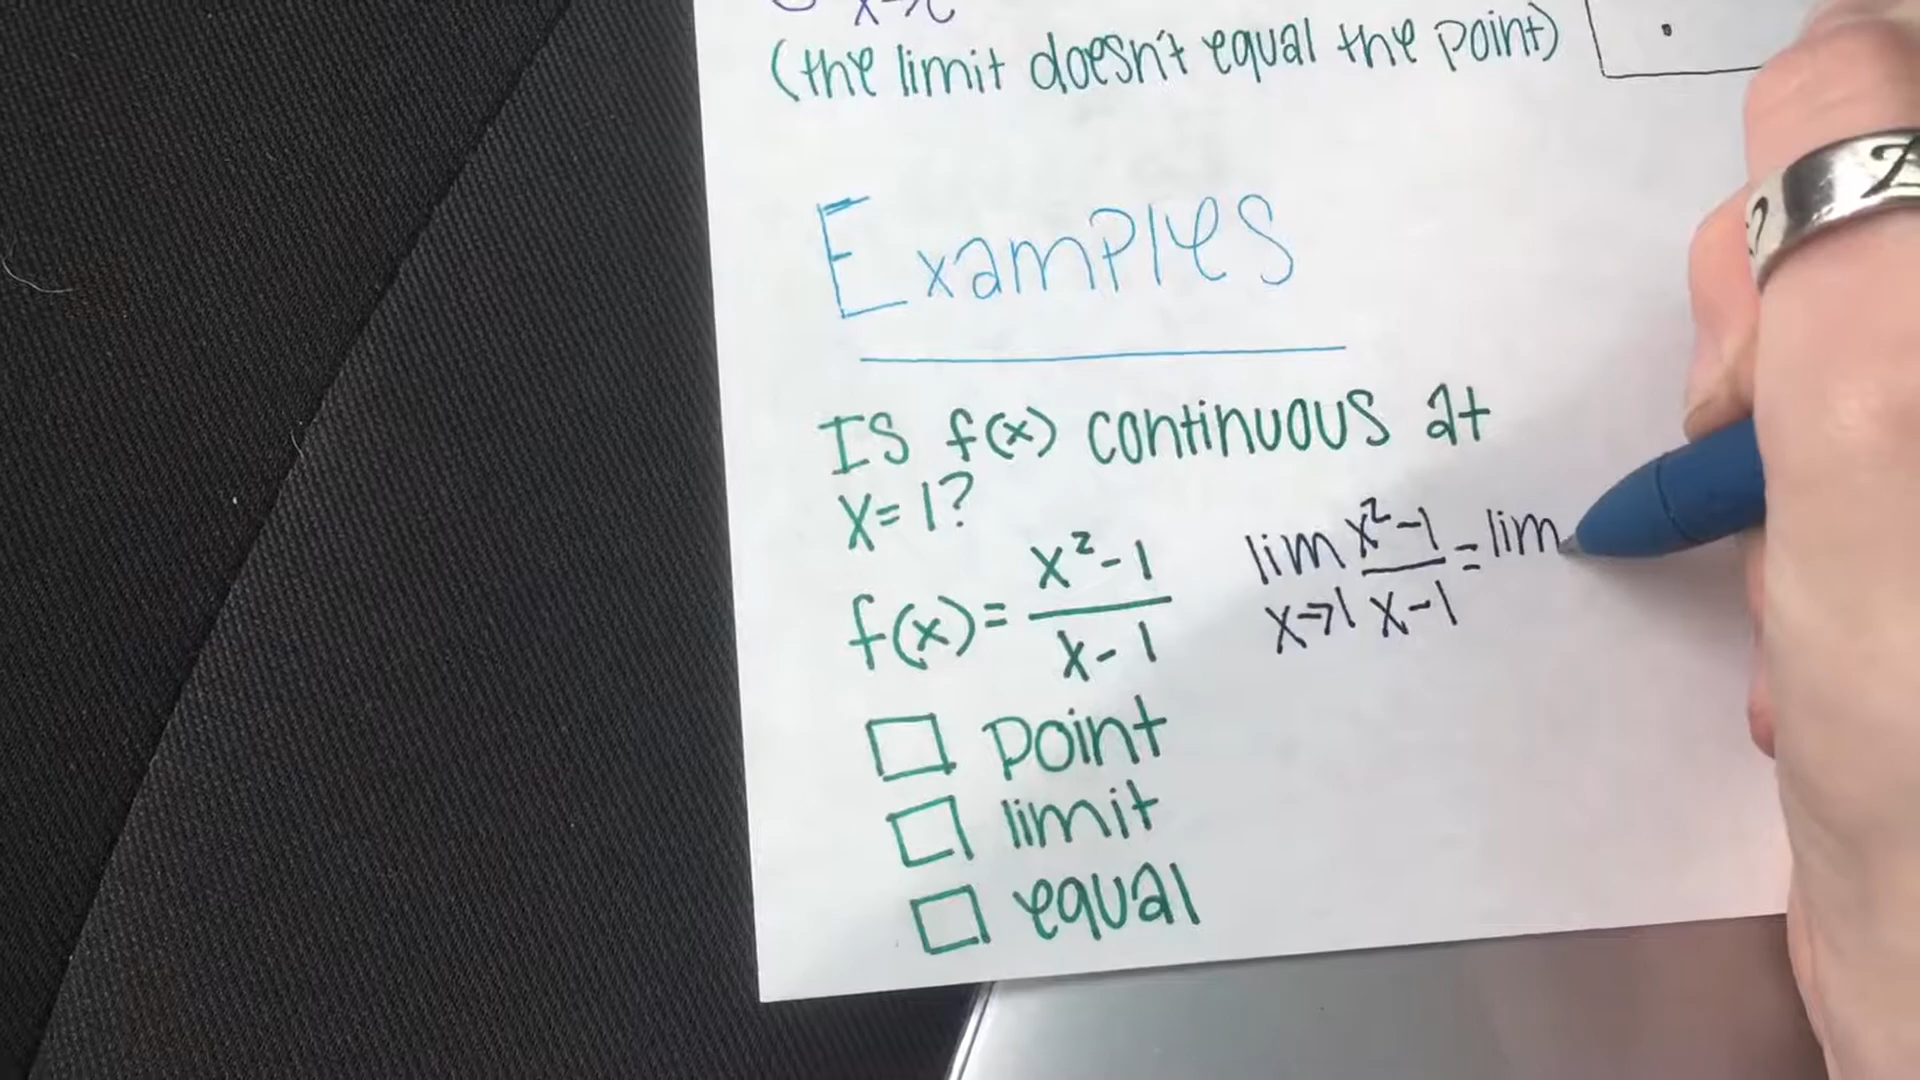 x→c
(the limit doesn't equal the point)
Examples
Is f(x) continuous at
x=1?
f(x)= x²-1 / x-1
lim x→1 x²-1 / x-1 = lim
□ point
□ limit
□ equal